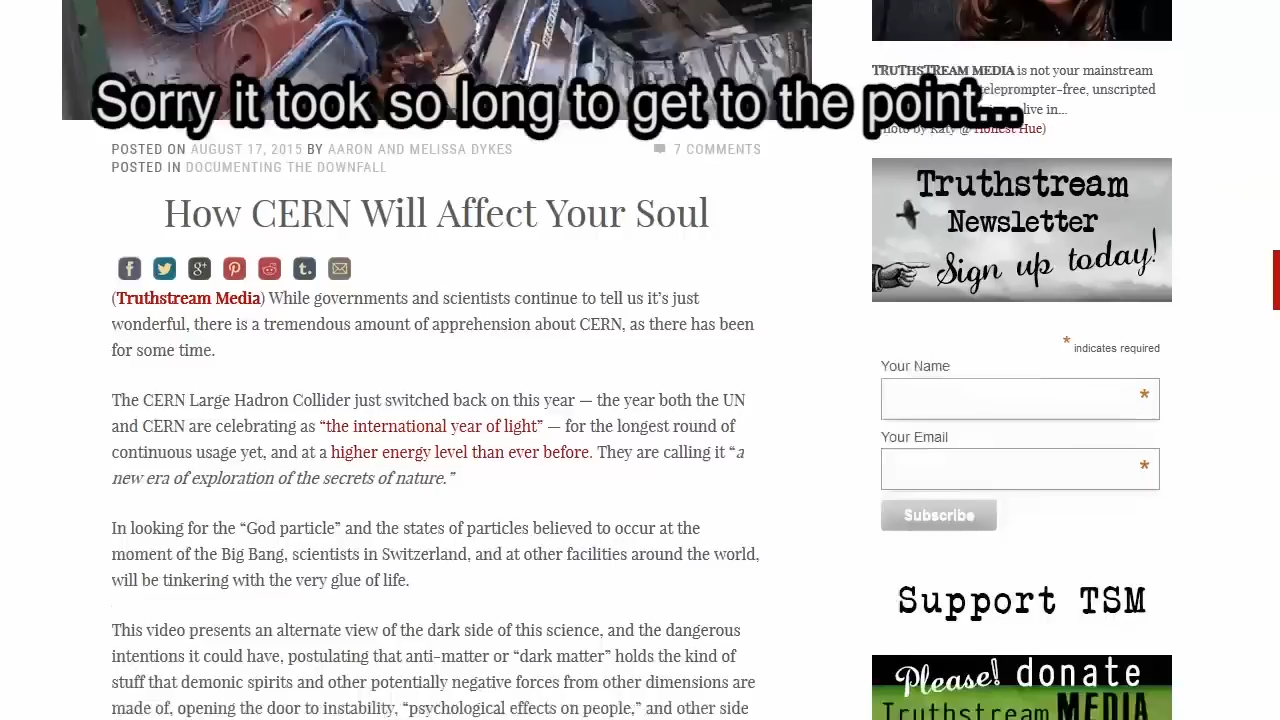 Sorry it took so long to get to the point...
POSTED ON AUGUST 17, 2015 BY AARON AND MELISSA DYKES
7 COMMENTS
POSTED IN DOCUMENTING THE DOWNFALL
How CERN Will Affect Your Soul
(Truthstream Media) While governments and scientists continue to tell us it’s just
wonderful, there is a tremendous amount of apprehension about CERN, as there has been
for some time.
The CERN Large Hadron Collider just switched back on this year — the year both the UN
and CERN are celebrating as “the international year of light” — for the longest round of
continuous usage yet, and at a higher energy level than ever before. They are calling it “a
new era of exploration of the secrets of nature.”
In looking for the “God particle” and the states of particles believed to occur at the
moment of the Big Bang, scientists in Switzerland, and at other facilities around the world,
will be tinkering with the very glue of life.
This video presents an alternate view of the dark side of this science, and the dangerous
intentions it could have, postulating that anti-matter or “dark matter” holds the kind of
stuff that demonic spirits and other potentially negative forces from other dimensions are
made of, opening the door to instability, “psychological effects on people,” and other side
TRUTHSTREAM MEDIA is not your mainstream
teleprompter-free, unscripted
live in...
Photo by Katy @ Honest Hue)
Truthstream
Newsletter
Sign up today!
* indicates required
Your Name
*
Your Email
*
Subscribe
Support TSM
Please! donate
Truthstream MEDIA